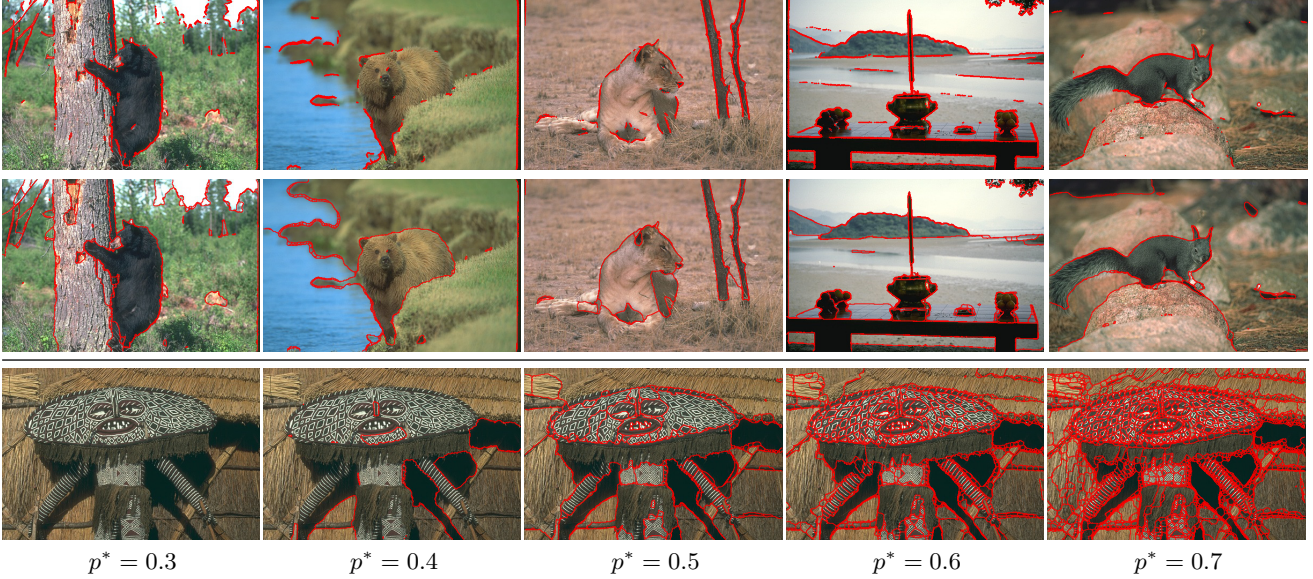 p* = 0.3
p* = 0.4
p* = 0.5
p* = 0.6
p* = 0.7